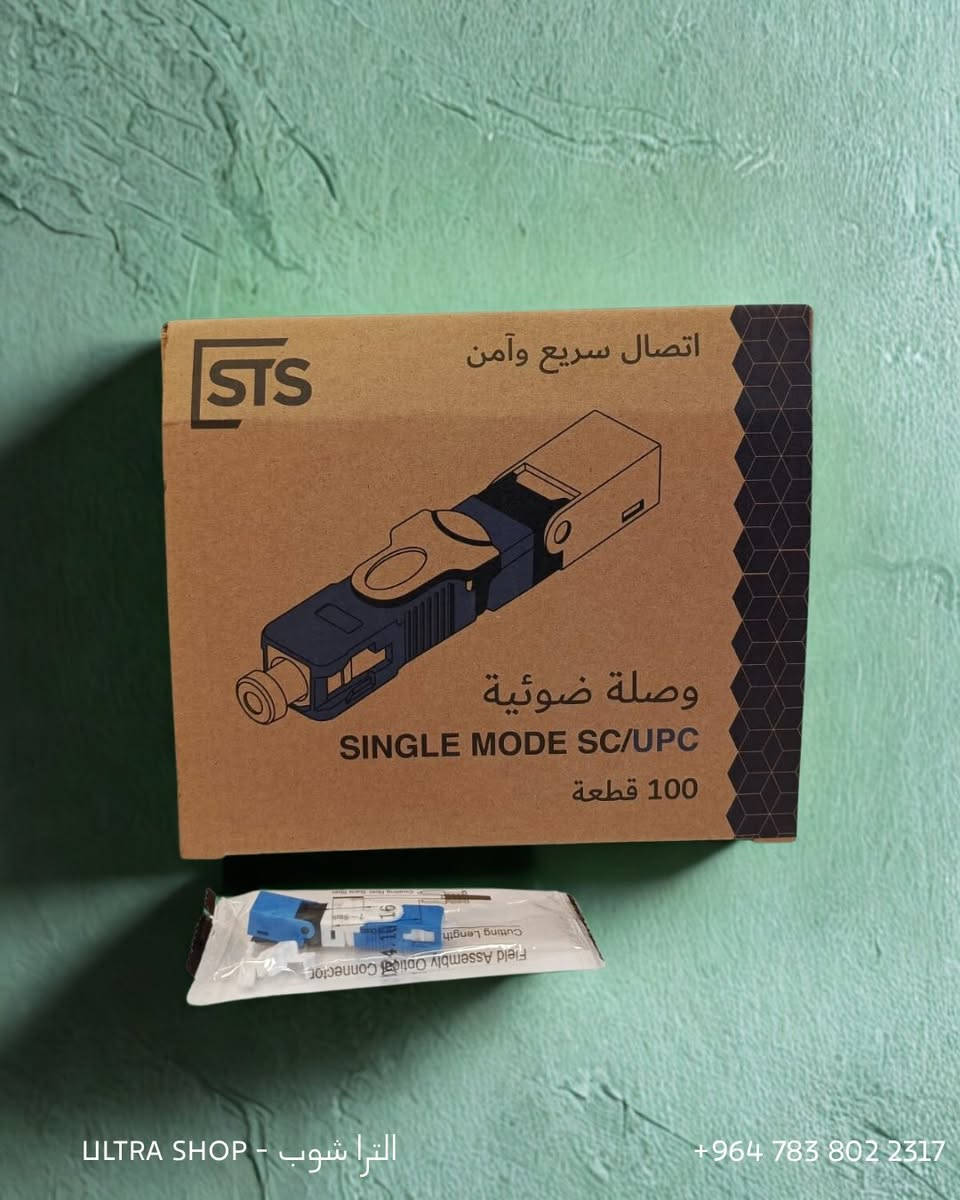 STS
اتصال سريع وآمن
وصلة ضوئية
SINGLE MODE SC/UPC
100 قطعة
Cutting Length
Field Assembly Optical Connector
ULTRA SHOP - الترا شوب
+964 783 802 2317